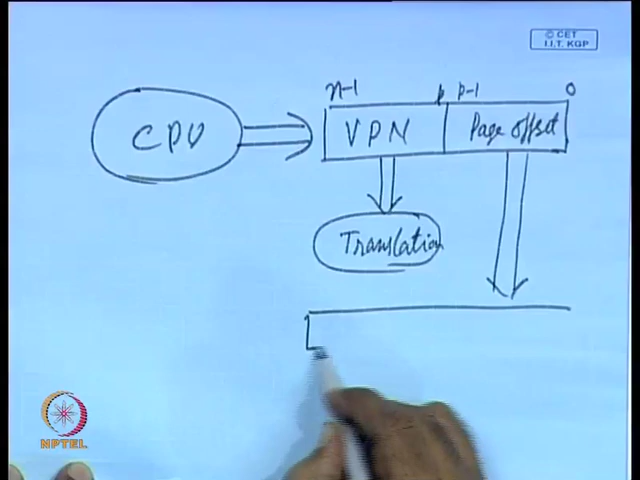 © CET
I.I.T. KGP
n-1 p p-1 0
CPU VPN Page offset
Translation
NPTEL